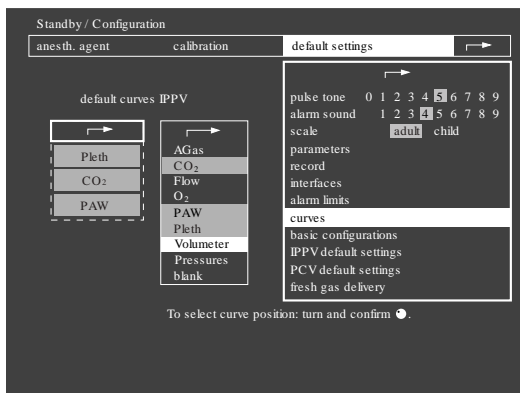 Standby / Configuration
anesth. agent calibration default settings
default curves IPPV
Pleth
CO₂
PAW
AGas
CO₂
Flow
O₂
PAW
Pleth
Volumeter
Pressures
blank
pulse tone 0 1 2 3 4 5 6 7 8 9
alarm sound 1 2 3 4 5 6 7 8 9
scale adult child
parameters
record
interfaces
alarm limits
curves
basic configurations
IPPV default settings
PCV default settings
fresh gas delivery
To select curve position: turn and confirm .